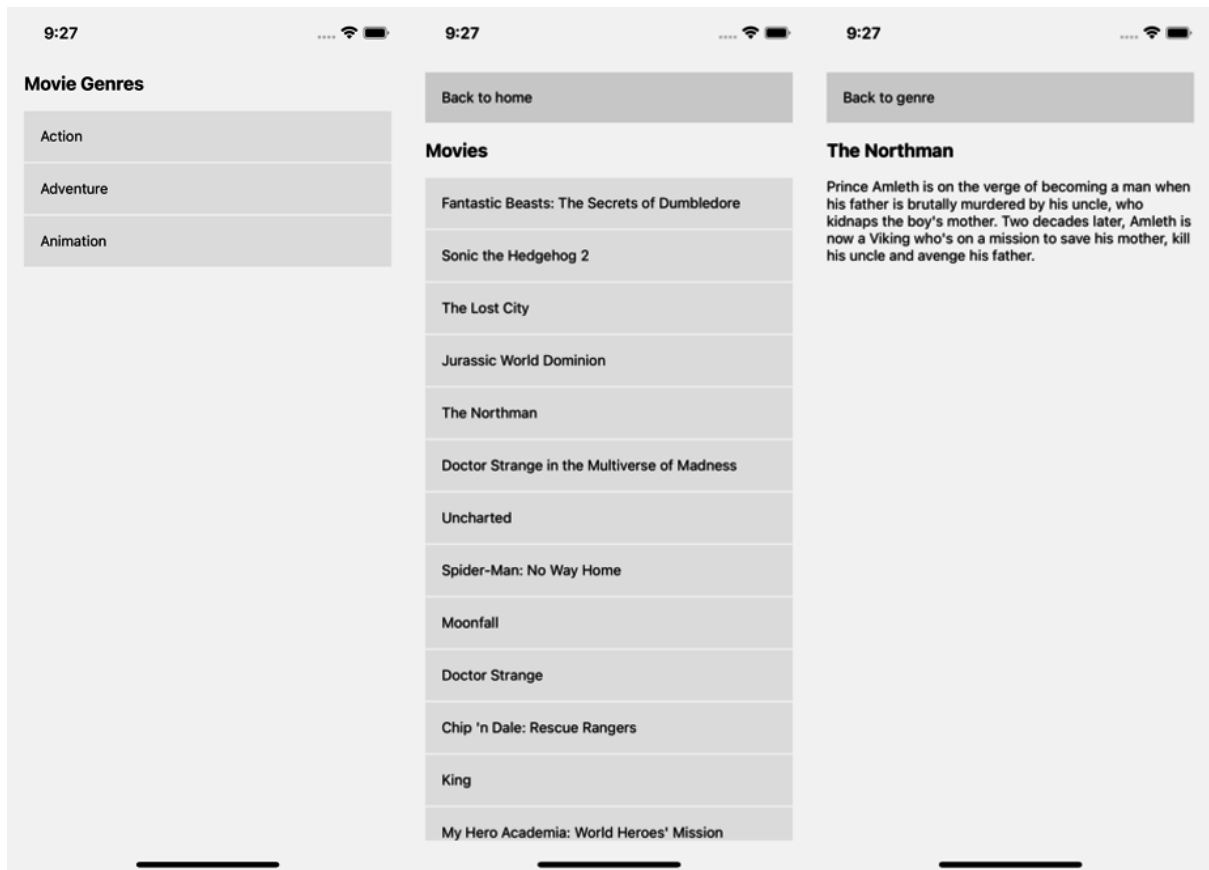 9:27
Movie Genres
Action
Adventure
Animation
9:27
Back to home
Movies
Fantastic Beasts: The Secrets of Dumbledore
Sonic the Hedgehog 2
The Lost City
Jurassic World Dominion
The Northman
Doctor Strange in the Multiverse of Madness
Uncharted
Spider-Man: No Way Home
Moonfall
Doctor Strange
Chip 'n Dale: Rescue Rangers
King
My Hero Academia: World Heroes' Mission
9:27
Back to genre
The Northman
Prince Amleth is on the verge of becoming a man when
his father is brutally murdered by his uncle, who
kidnaps the boy's mother. Two decades later, Amleth is
now a Viking who's on a mission to save his mother, kill
his uncle and avenge his father.